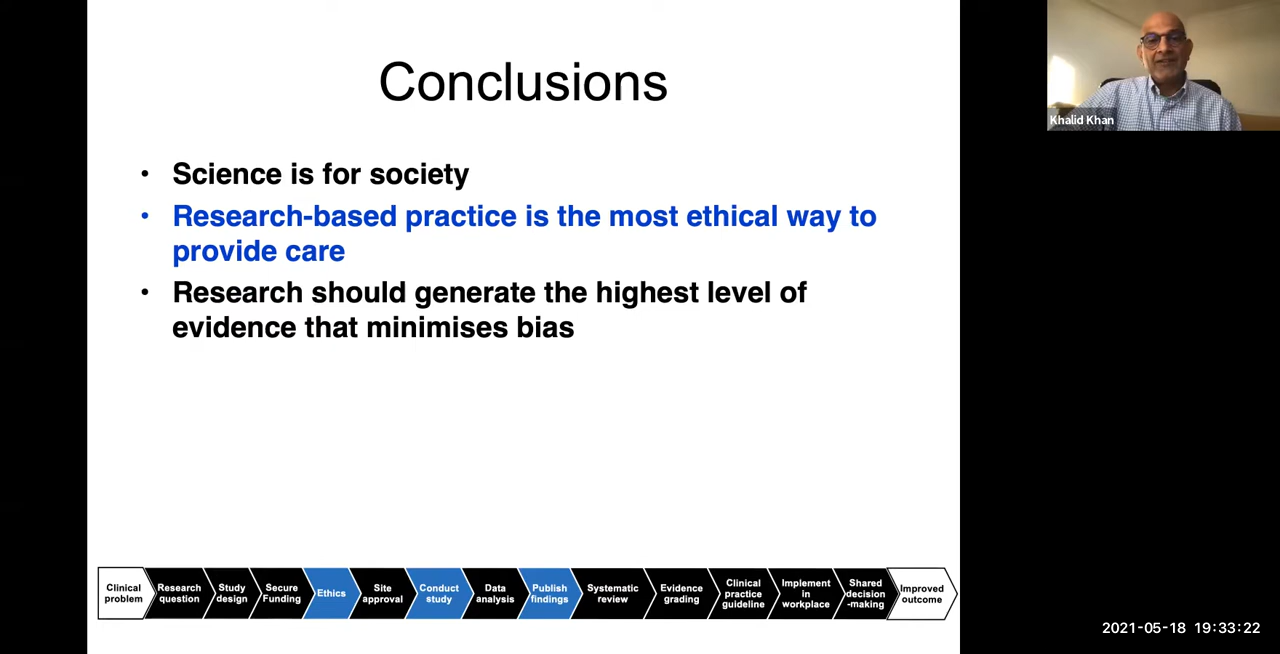 Conclusions
Khalid Khan
• Science is for society
• Research-based practice is the most ethical way to
provide care
• Research should generate the highest level of
evidence that minimises bias
Clinical
problem
Research
question
Study
design
Secure
Funding
Ethics
Site
approval
Conduct
study
Data
analysis
Publish
findings
Systematic
review
Evidence
grading
Clinical
practice
guideline
Implement
in
workplace
Shared
decision
-making
Improved
outcome
2021-05-18 19:33:22